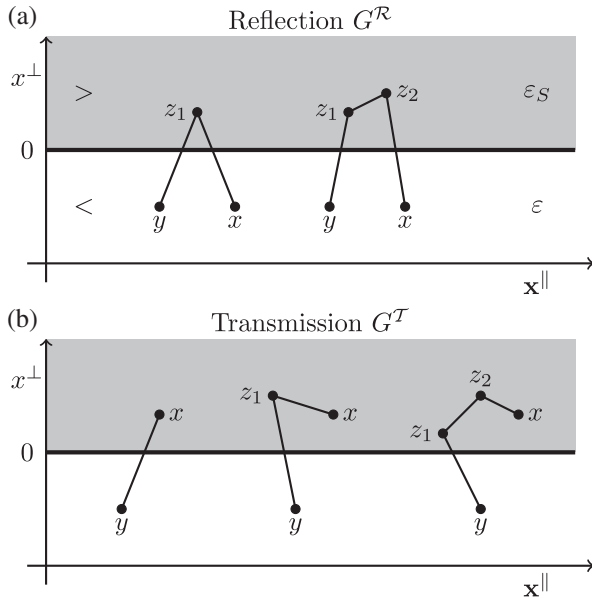 (a)
Reflection G^ℛ
x^⊥
>
z₁
z₁
z₂
ε_S
0
<
y
x
y
x
ε
𝐱^∥
(b)
Transmission G^𝒯
x^⊥
x
z₁
x
z₂
z₁
x
0
y
y
y
𝐱^∥